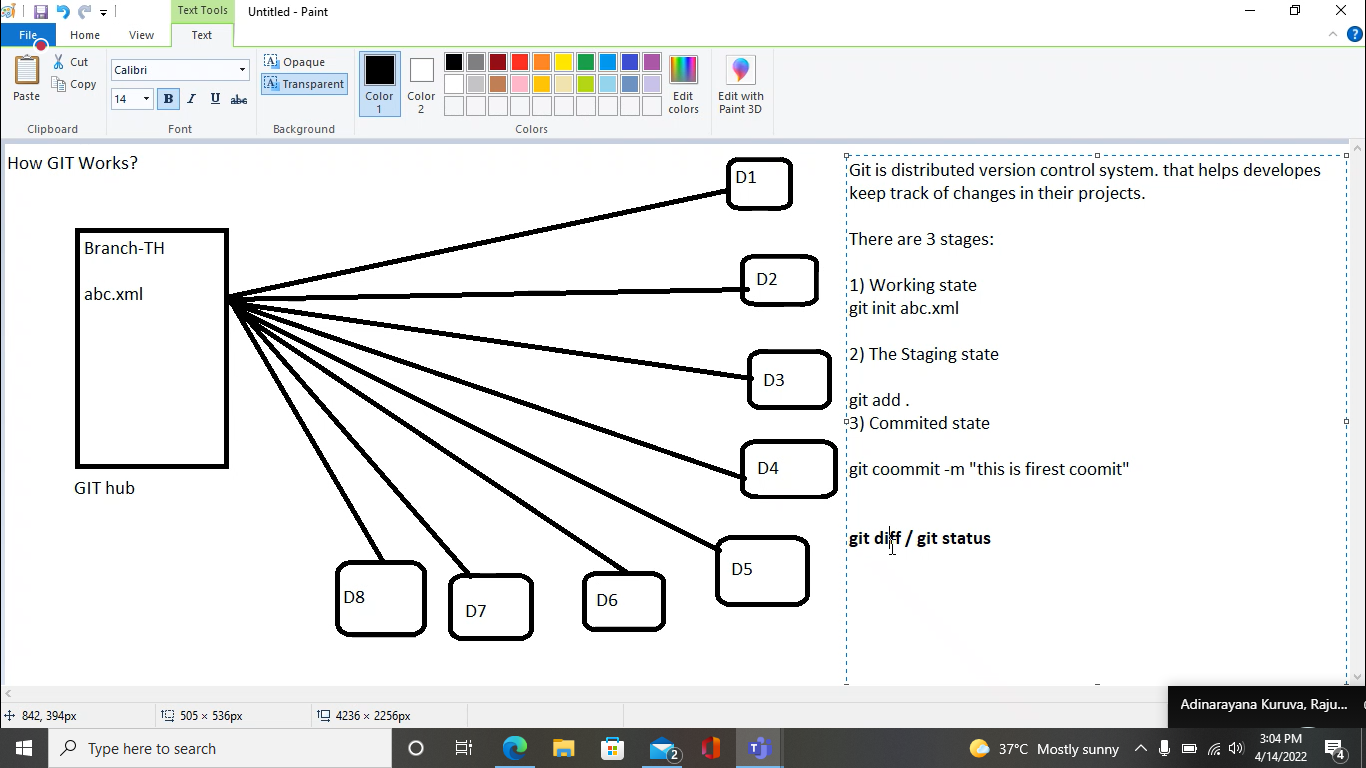 Text Tools
Untitled - Paint
File
Home
View
Text
Paste
Cut
Copy
Clipboard
Calibri
14
B
I
U
abc
Font
Opaque
Transparent
Background
Color
1
Color
2
Edit
colors
Colors
Edit with
Paint 3D
How GIT Works?
Branch-TH
abc.xml
GIT hub
D1
D2
D3
D4
D5
D6
D7
D8
Git is distributed version control system. that helps developes
keep track of changes in their projects.
There are 3 stages:
1) Working state
git init abc.xml
2) The Staging state
git add .
3) Commited state
git coommit -m "this is firest coomit"
git diff / git status
842, 394px
505 × 536px
4236 × 2256px
Adinarayana Kuruva, Raju...
Type here to search
2
37°C Mostly sunny
3:04 PM
4/14/2022
4